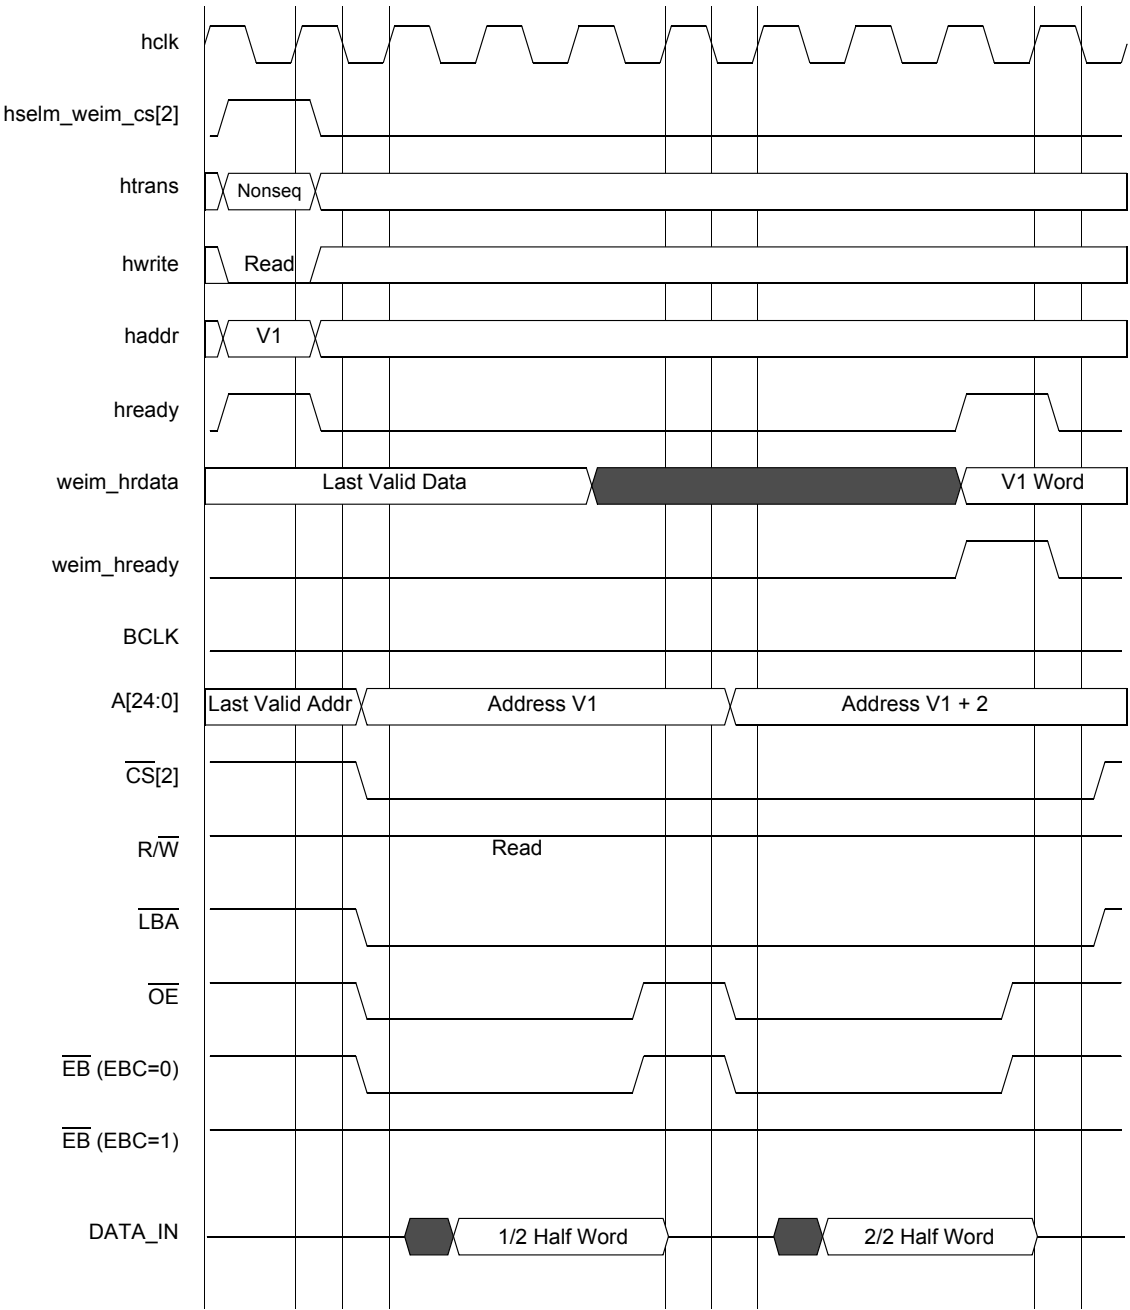 hclk
hselm_weim_cs[2]
htrans Nonseq
hwrite Read
haddr V1
hready
weim_hrdata Last Valid Data V1 Word
weim_hready
BCLK
A[24:0] Last Valid Addr Address V1 Address V1 + 2
CS[2]
R/W Read
LBA
OE
EB (EBC=0)
EB (EBC=1)
DATA_IN 1/2 Half Word 2/2 Half Word